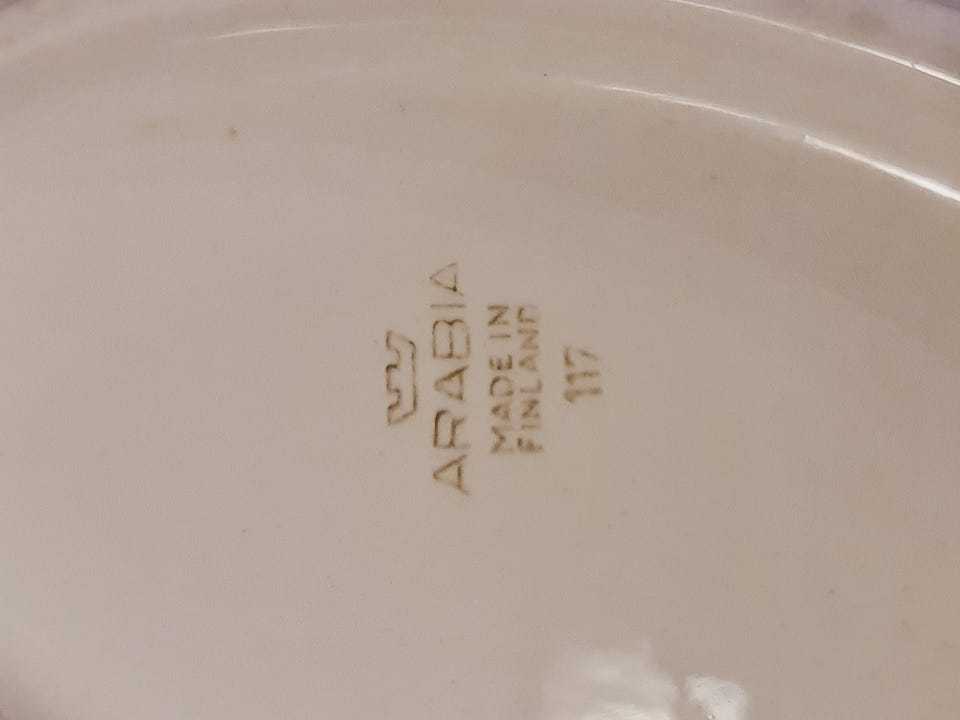 ARABIA
MADE IN
FINLAND
117